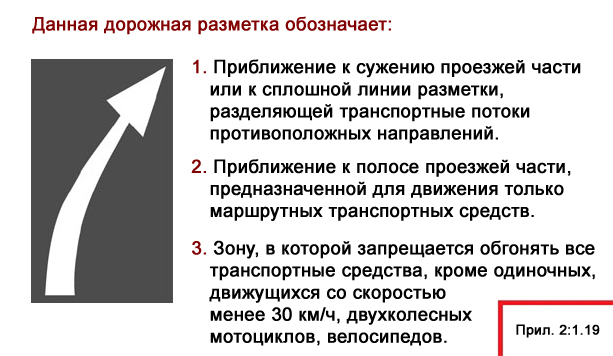 Данная дорожная разметка обозначает:
1. Приближение к сужению проезжей части
или к сплошной линии разметки,
разделяющей транспортные потоки
противоположных направлений.
2. Приближение к полосе проезжей части,
предназначенной для движения только
маршрутных транспортных средств.
3. Зону, в которой запрещается обгонять все
транспортные средства, кроме одиночных,
движущихся со скоростью
менее 30 км/ч, двухколесных
мотоциклов, велосипедов.
Прил. 2:1.19